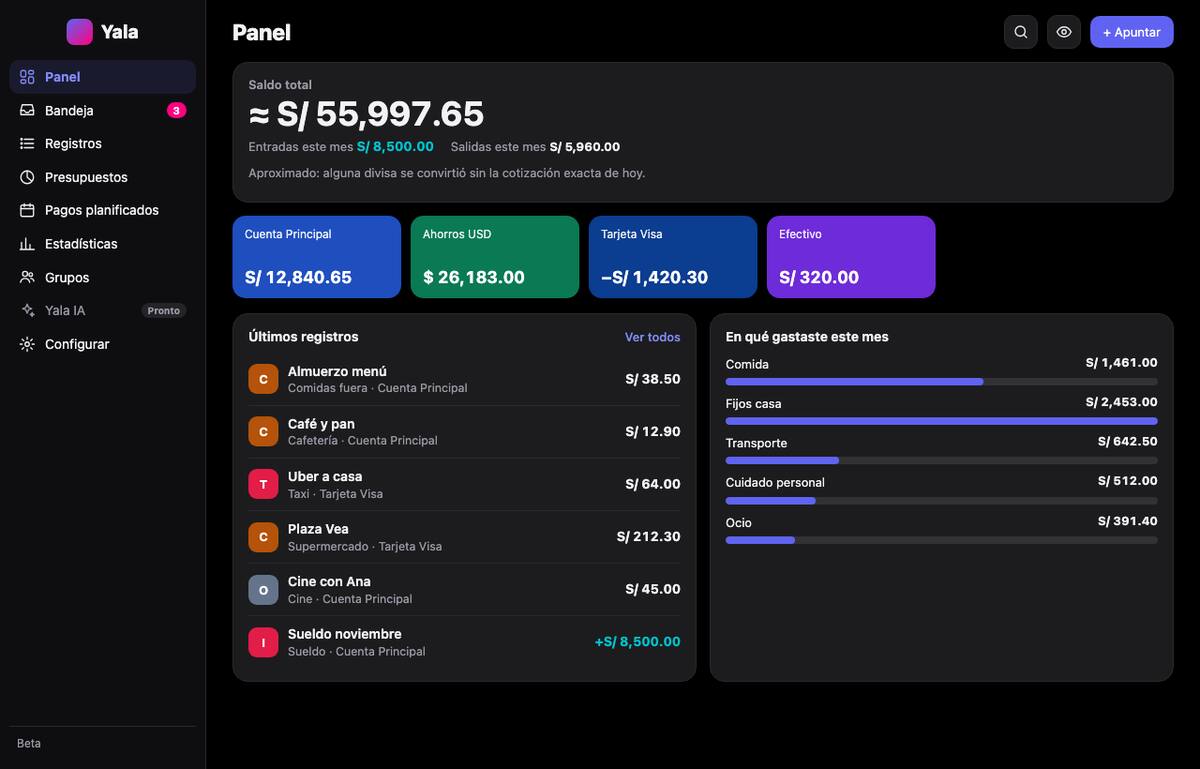 Yala
Panel
Bandeja 3
Registros
Presupuestos
Pagos planificados
Estadísticas
Grupos
Yala IA Pronto
Configurar
Beta
Panel
+ Apuntar
Saldo total
≈ S/ 55,997.65
Entradas este mes S/ 8,500.00 Salidas este mes S/ 5,960.00
Aproximado: alguna divisa se convirtió sin la cotización exacta de hoy.
Cuenta Principal
S/ 12,840.65
Ahorros USD
$ 26,183.00
Tarjeta Visa
−S/ 1,420.30
Efectivo
S/ 320.00
Últimos registros Ver todos
C
Almuerzo menú
Comidas fuera · Cuenta Principal
S/ 38.50
C
Café y pan
Cafetería · Cuenta Principal
S/ 12.90
T
Uber a casa
Taxi · Tarjeta Visa
S/ 64.00
C
Plaza Vea
Supermercado · Tarjeta Visa
S/ 212.30
O
Cine con Ana
Cine · Cuenta Principal
S/ 45.00
I
Sueldo noviembre
Sueldo · Cuenta Principal
+S/ 8,500.00
En qué gastaste este mes
Comida S/ 1,461.00
Fijos casa S/ 2,453.00
Transporte S/ 642.50
Cuidado personal S/ 512.00
Ocio S/ 391.40